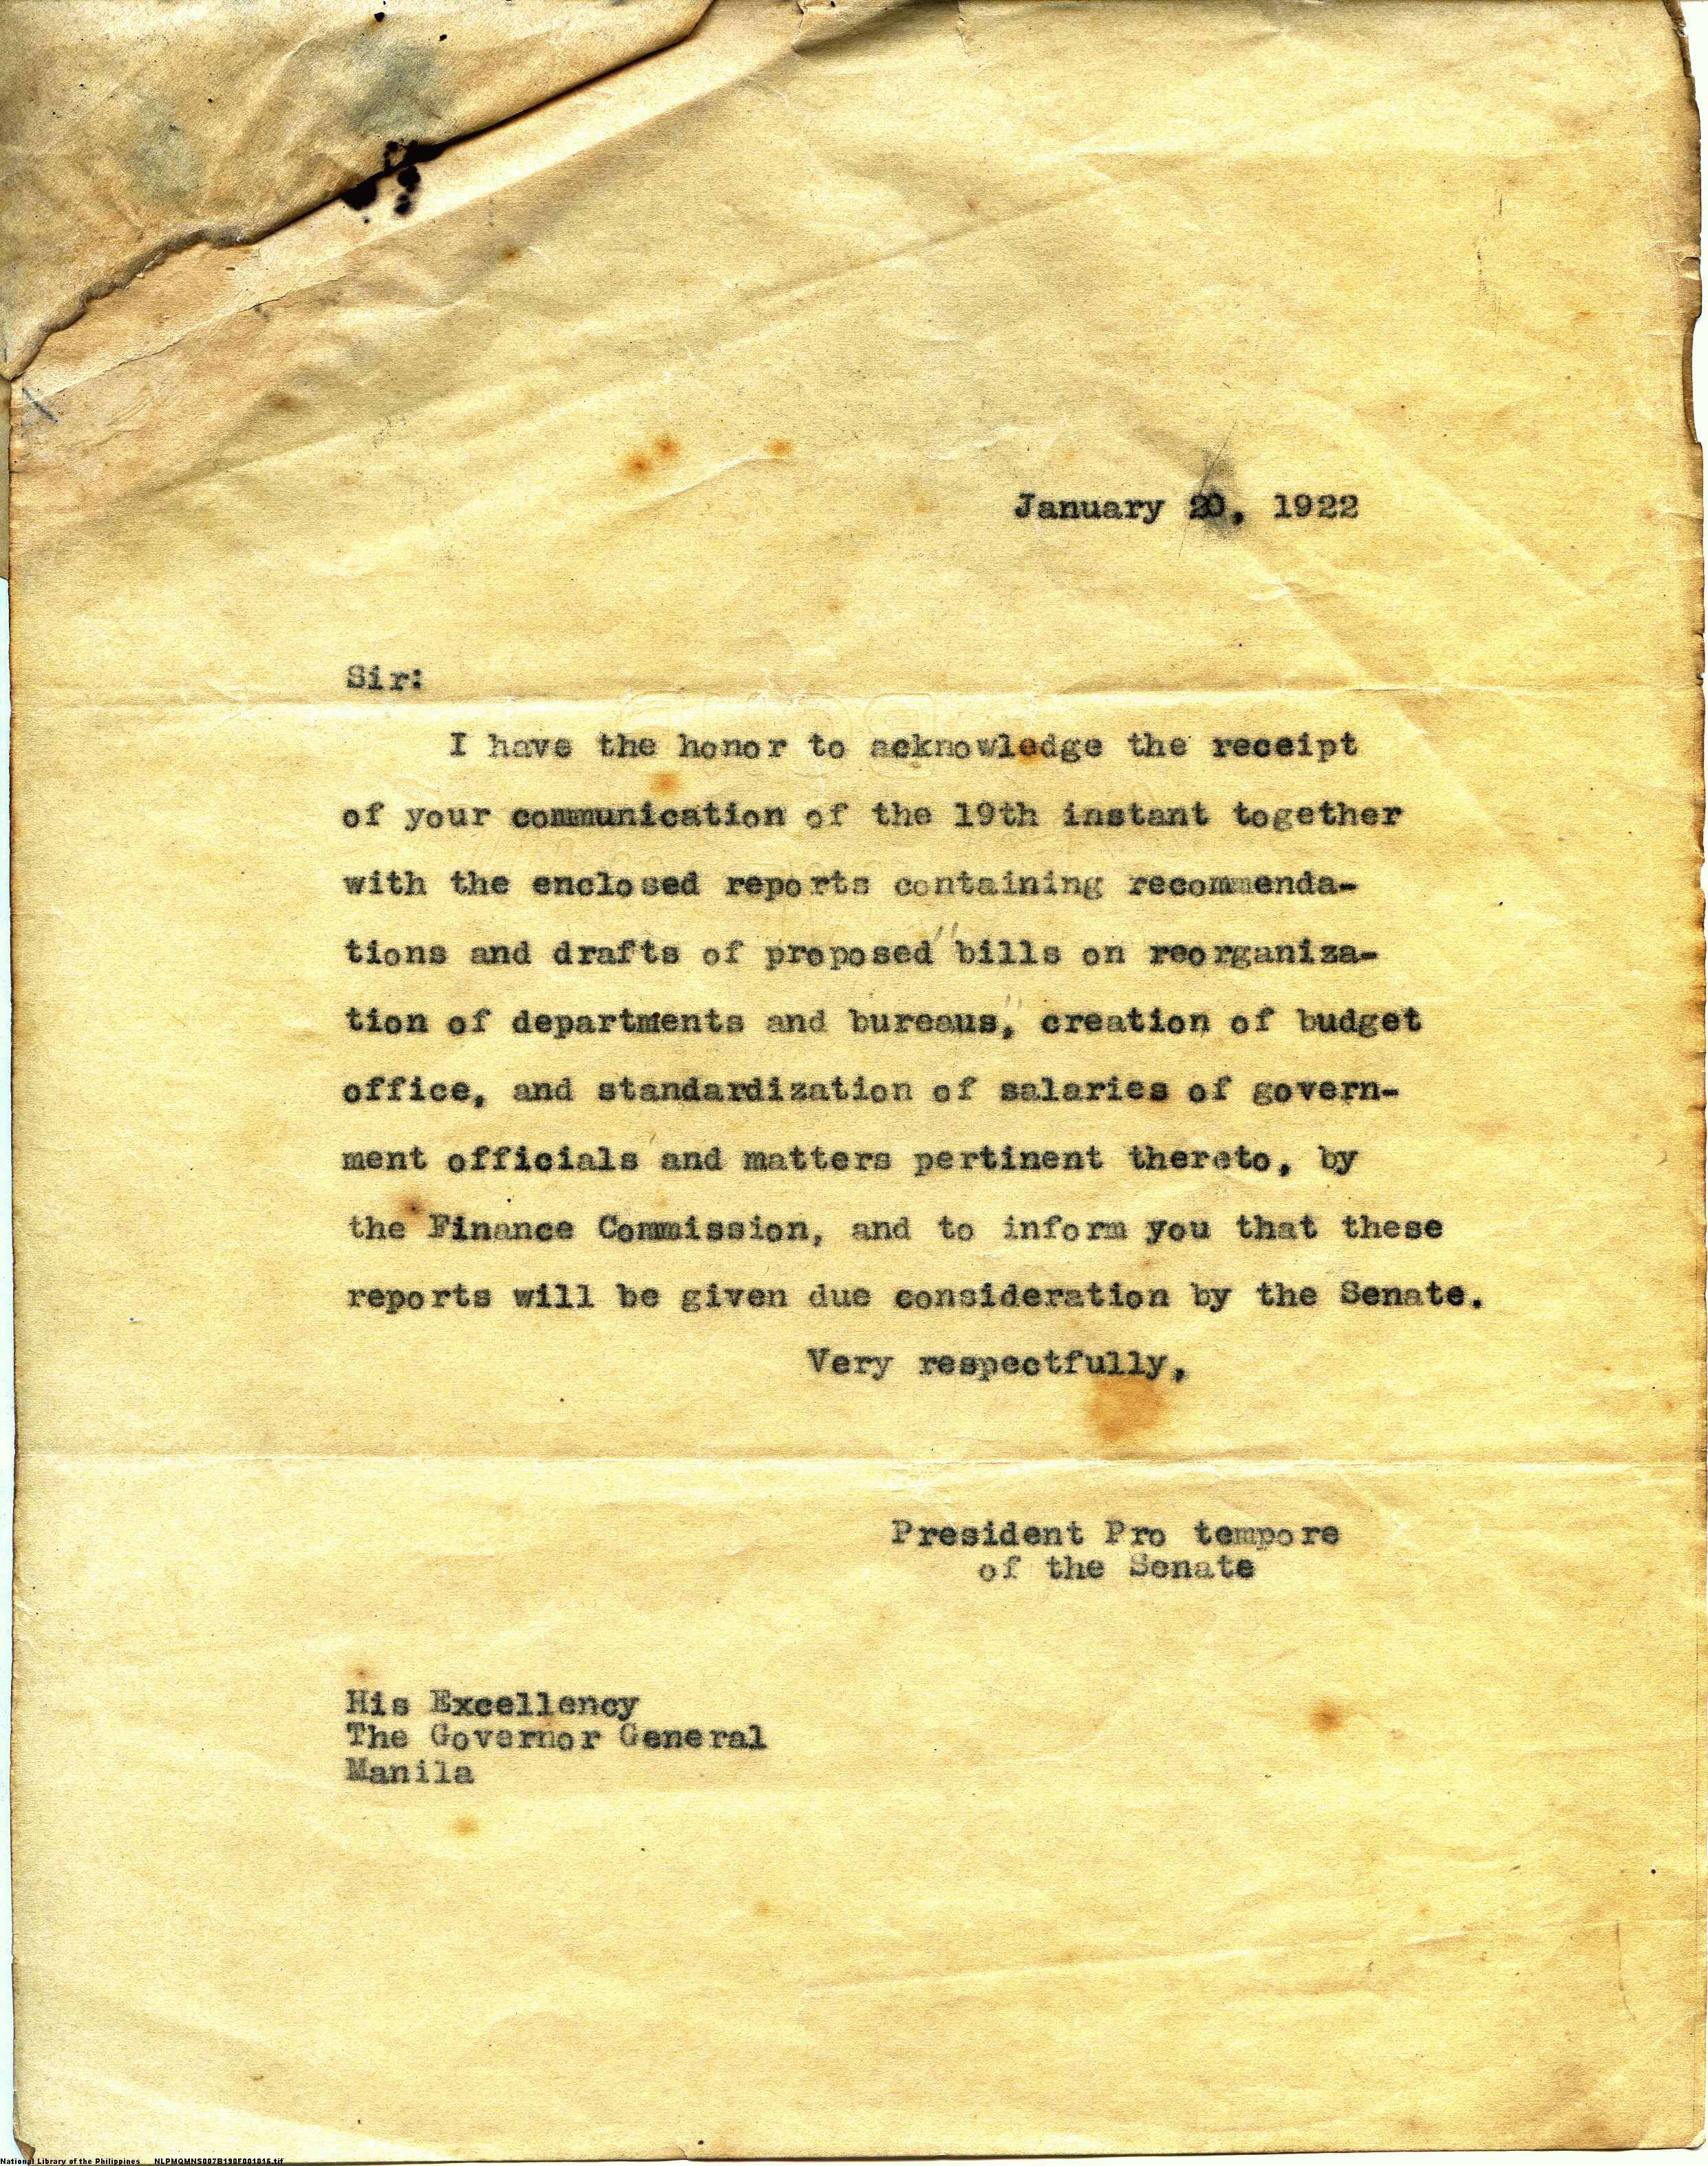 January 20, 1922
Sir:
I have the honor to acknowledge the receipt
of your communication of the 19th instant together
with the enclosed reports containing recommenda-
tions and drafts of proposed "bills on reorganiza-
tion of departments and bureaus," creation of budget
office, and standardization of salaries of govern-
ment officials and matters pertinent thereto, by
the Finance Commission, and to inform you that these
reports will be given due consideration by the Senate.
Very respectfully,
President Pro tempore
of the Senate
His Excellency
The Governor General
Manila
National Library of the Philippines NLPMQMNS007B190F001016.tif